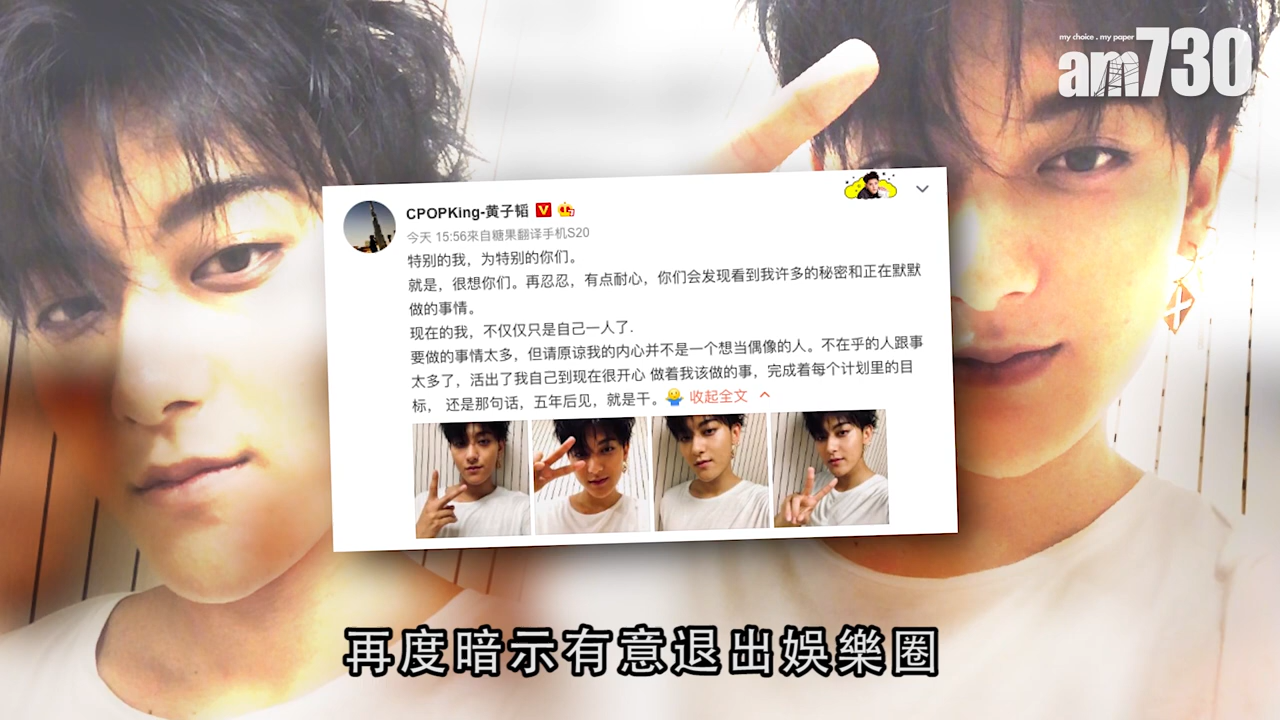 my choice . my paper
am730
CPOPKing-黄子韬
今天 15:56来自糖果翻译手机S20
特别的我，为特别的你们。
就是，很想你们。再忍忍，有点耐心，你们会发现看到我许多的秘密和正在默默
做的事情。
现在的我，不仅仅只是自己一人了.
要做的事情太多，但请原谅我的内心并不是一个想当偶像的人。不在乎的人跟事
太多了，活出了我自己到现在很开心 做着我该做的事，完成着每个计划里的目
标， 还是那句话，五年后见，就是干。🤷 收起全文
再度暗示有意退出娛樂圈